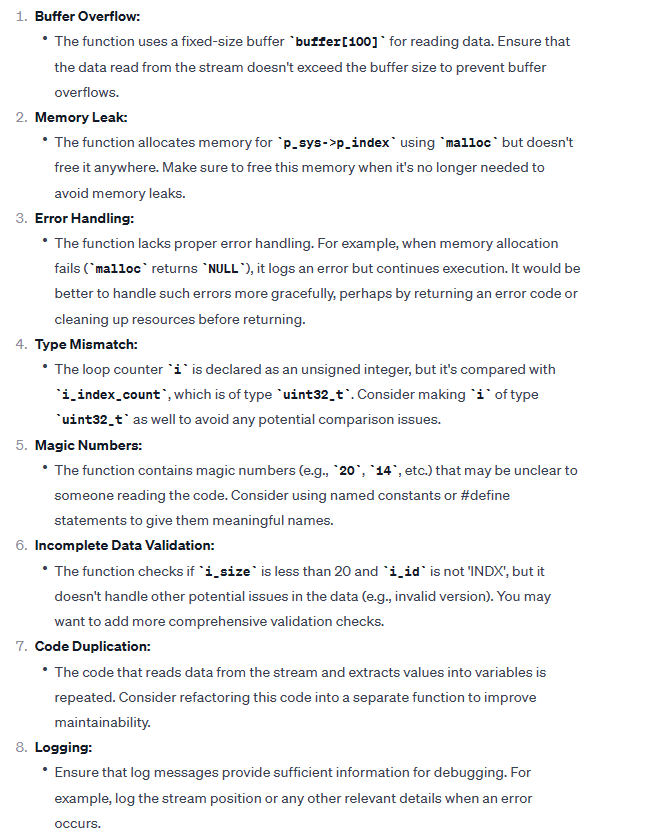 1. Buffer Overflow:
• The function uses a fixed-size buffer `buffer[100]` for reading data. Ensure that
the data read from the stream doesn't exceed the buffer size to prevent buffer
overflows.
2. Memory Leak:
• The function allocates memory for `p_sys->p_index` using `malloc` but doesn't
free it anywhere. Make sure to free this memory when it's no longer needed to
avoid memory leaks.
3. Error Handling:
• The function lacks proper error handling. For example, when memory allocation
fails (`malloc` returns `NULL`), it logs an error but continues execution. It would be
better to handle such errors more gracefully, perhaps by returning an error code or
cleaning up resources before returning.
4. Type Mismatch:
• The loop counter `i` is declared as an unsigned integer, but it's compared with
`i_index_count`, which is of type `uint32_t`. Consider making `i` of type
`uint32_t` as well to avoid any potential comparison issues.
5. Magic Numbers:
• The function contains magic numbers (e.g., `20`, `14`, etc.) that may be unclear to
someone reading the code. Consider using named constants or #define
statements to give them meaningful names.
6. Incomplete Data Validation:
• The function checks if `i_size` is less than 20 and `i_id` is not 'INDX', but it
doesn't handle other potential issues in the data (e.g., invalid version). You may
want to add more comprehensive validation checks.
7. Code Duplication:
• The code that reads data from the stream and extracts values into variables is
repeated. Consider refactoring this code into a separate function to improve
maintainability.
8. Logging:
• Ensure that log messages provide sufficient information for debugging. For
example, log the stream position or any other relevant details when an error
occurs.